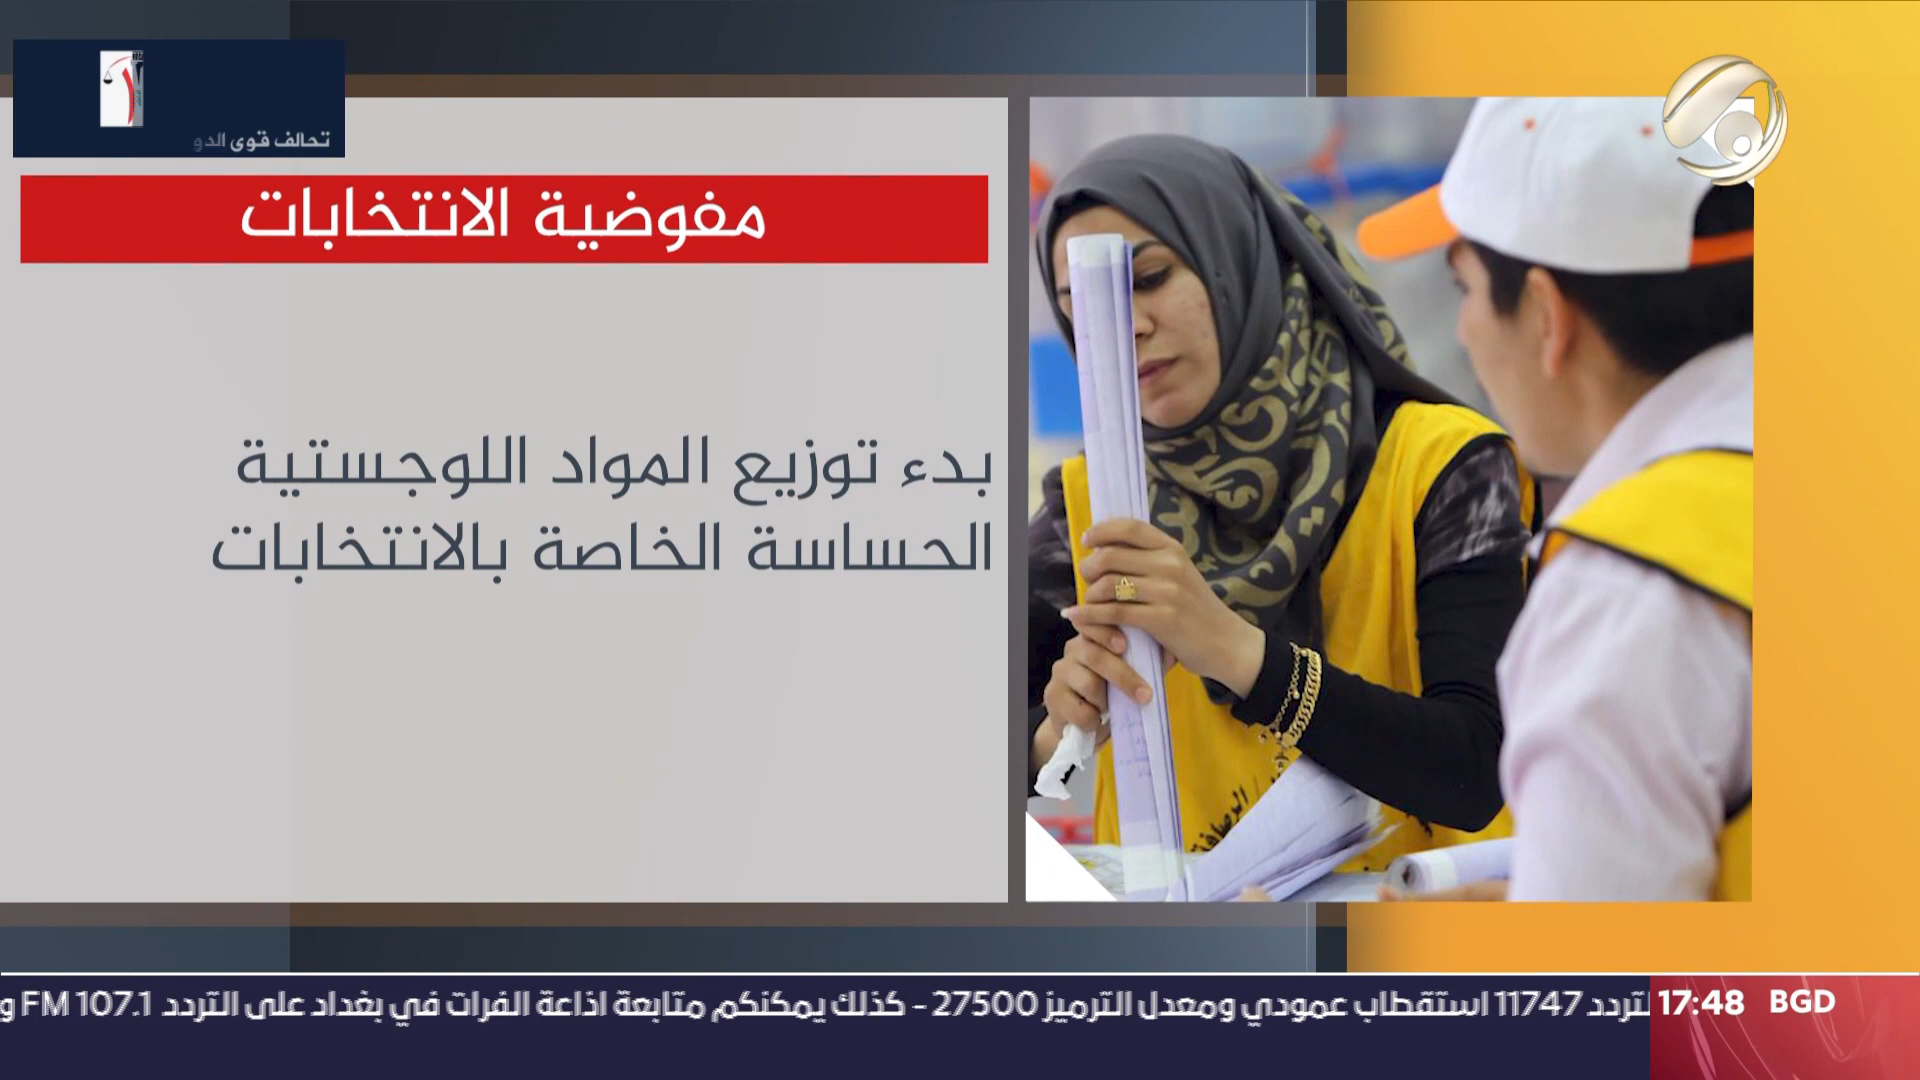 تحالف قوى الدو
مفوضية الانتخابات
بدء توزيع المواد اللوجستية
الحساسة الخاصة بالانتخابات
الرصافة
17:48 BGD
لتردد 11747 استقطاب عمودي ومعدل الترميز 27500 - كذلك يمكنكم متابعة اذاعة الفرات في بغداد على التردد FM 107.1 و